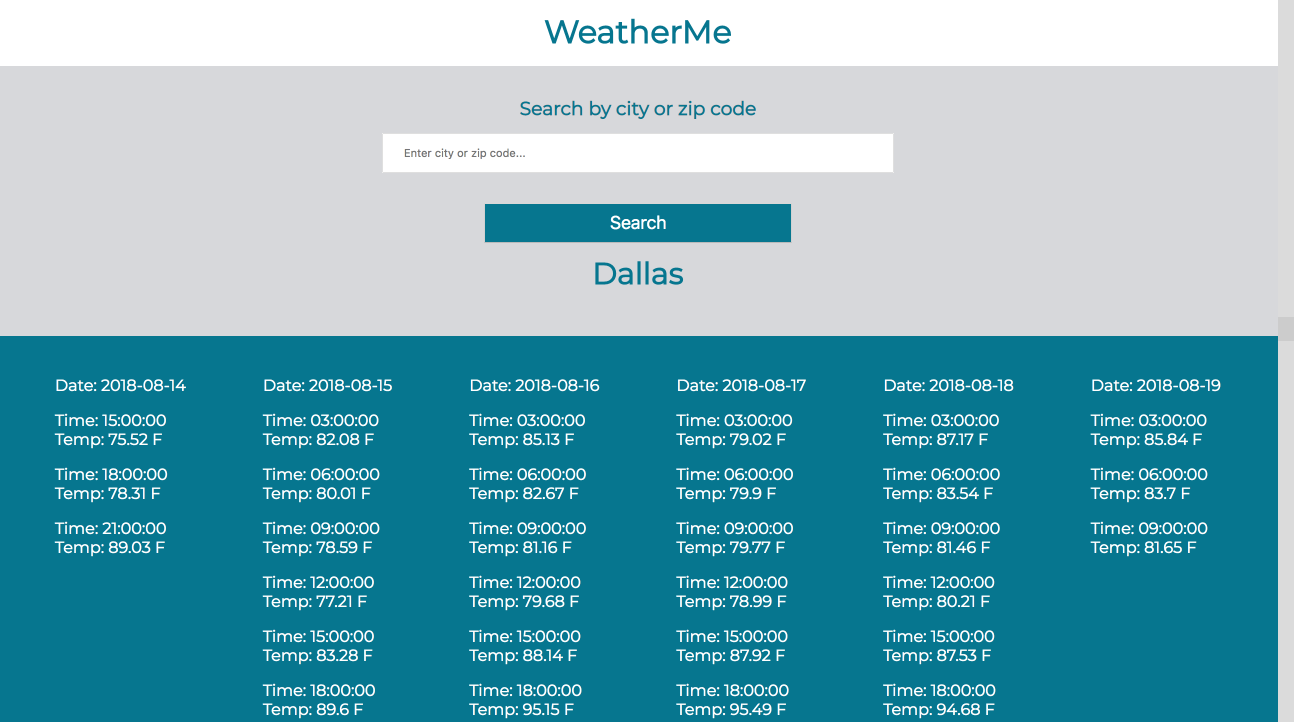 WeatherMe
Search by city or zip code
Enter city or zip code...
Search
Dallas
Date: 2018-08-14
Time: 15:00:00
Temp: 75.52 F
Time: 18:00:00
Temp: 78.31 F
Time: 21:00:00
Temp: 89.03 F
Date: 2018-08-15
Time: 03:00:00
Temp: 82.08 F
Time: 06:00:00
Temp: 80.01 F
Time: 09:00:00
Temp: 78.59 F
Time: 12:00:00
Temp: 77.21 F
Time: 15:00:00
Temp: 83.28 F
Time: 18:00:00
Temp: 89.6 F
Date: 2018-08-16
Time: 03:00:00
Temp: 85.13 F
Time: 06:00:00
Temp: 82.67 F
Time: 09:00:00
Temp: 81.16 F
Time: 12:00:00
Temp: 79.68 F
Time: 15:00:00
Temp: 88.14 F
Time: 18:00:00
Temp: 95.15 F
Date: 2018-08-17
Time: 03:00:00
Temp: 79.02 F
Time: 06:00:00
Temp: 79.9 F
Time: 09:00:00
Temp: 79.77 F
Time: 12:00:00
Temp: 78.99 F
Time: 15:00:00
Temp: 87.92 F
Time: 18:00:00
Temp: 95.49 F
Date: 2018-08-18
Time: 03:00:00
Temp: 87.17 F
Time: 06:00:00
Temp: 83.54 F
Time: 09:00:00
Temp: 81.46 F
Time: 12:00:00
Temp: 80.21 F
Time: 15:00:00
Temp: 87.53 F
Time: 18:00:00
Temp: 94.68 F
Date: 2018-08-19
Time: 03:00:00
Temp: 85.84 F
Time: 06:00:00
Temp: 83.7 F
Time: 09:00:00
Temp: 81.65 F